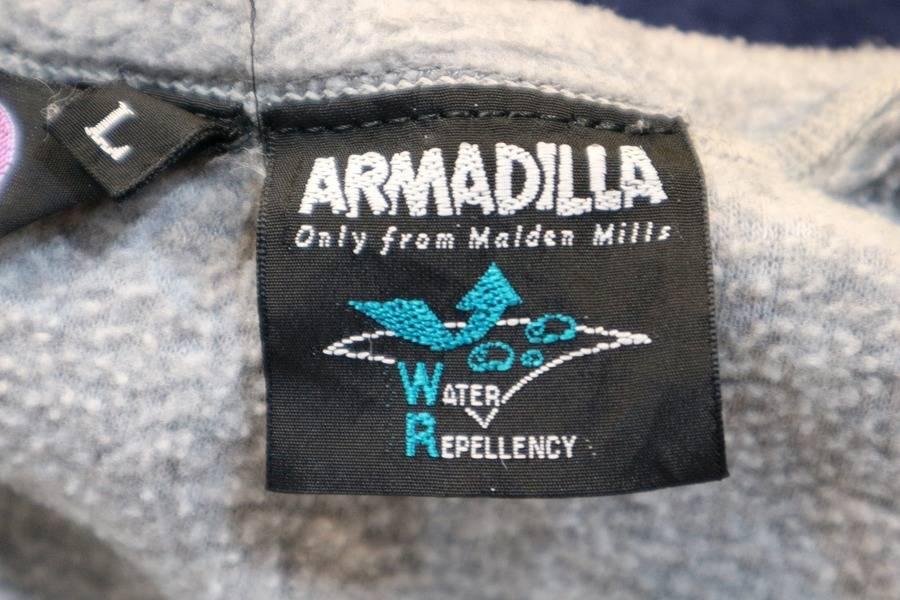 L
ARMADILLA
Only from Malden Mills
WATER
REPELLENCY